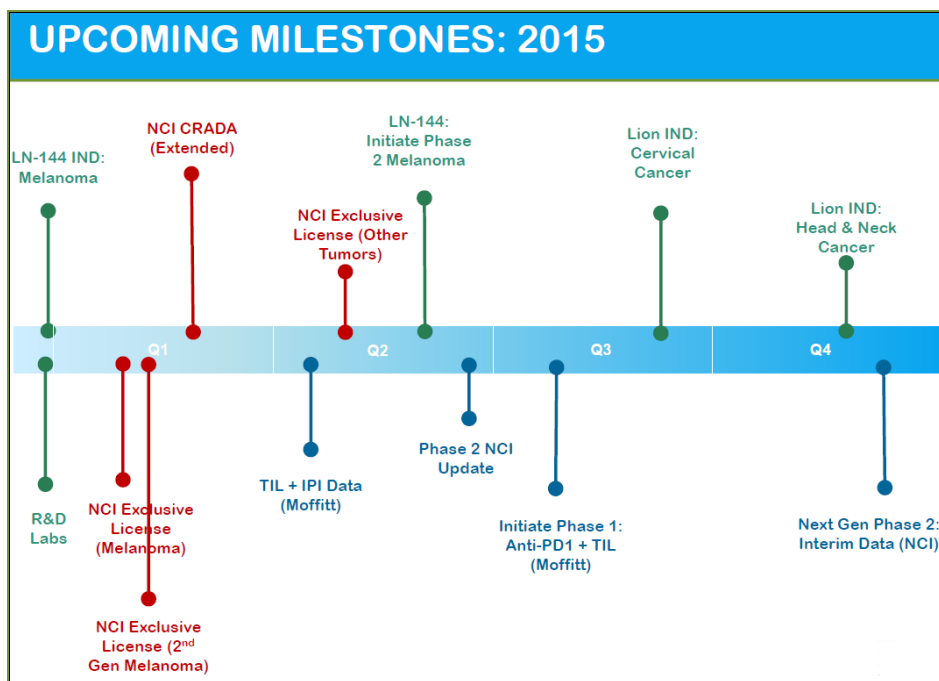 UPCOMING MILESTONES: 2015
LN-144 IND:
Melanoma
NCI CRADA
(Extended)
NCI Exclusive
License (Other
Tumors)
LN-144:
Initiate Phase
2 Melanoma
Lion IND:
Cervical
Cancer
Lion IND:
Head & Neck
Cancer
Q1
Q2
Q3
Q4
R&D
Labs
NCI Exclusive
License
(Melanoma)
NCI Exclusive
License (2nd
Gen Melanoma)
TIL + IPI Data
(Moffitt)
Phase 2 NCI
Update
Initiate Phase 1:
Anti-PD1 + TIL
(Moffitt)
Next Gen Phase 2:
Interim Data (NCI)